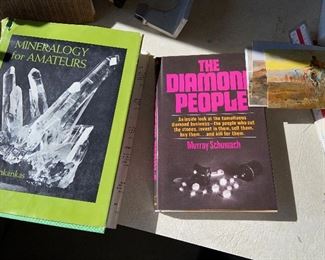 MINERALOGY
for AMATEURS
THE
DIAMOND
PEOPLE
An inside look at the tumultuous
diamond business—the people who cut
the stones, invest in them, sell them,
buy them... and kill for them.
Murray Schumach